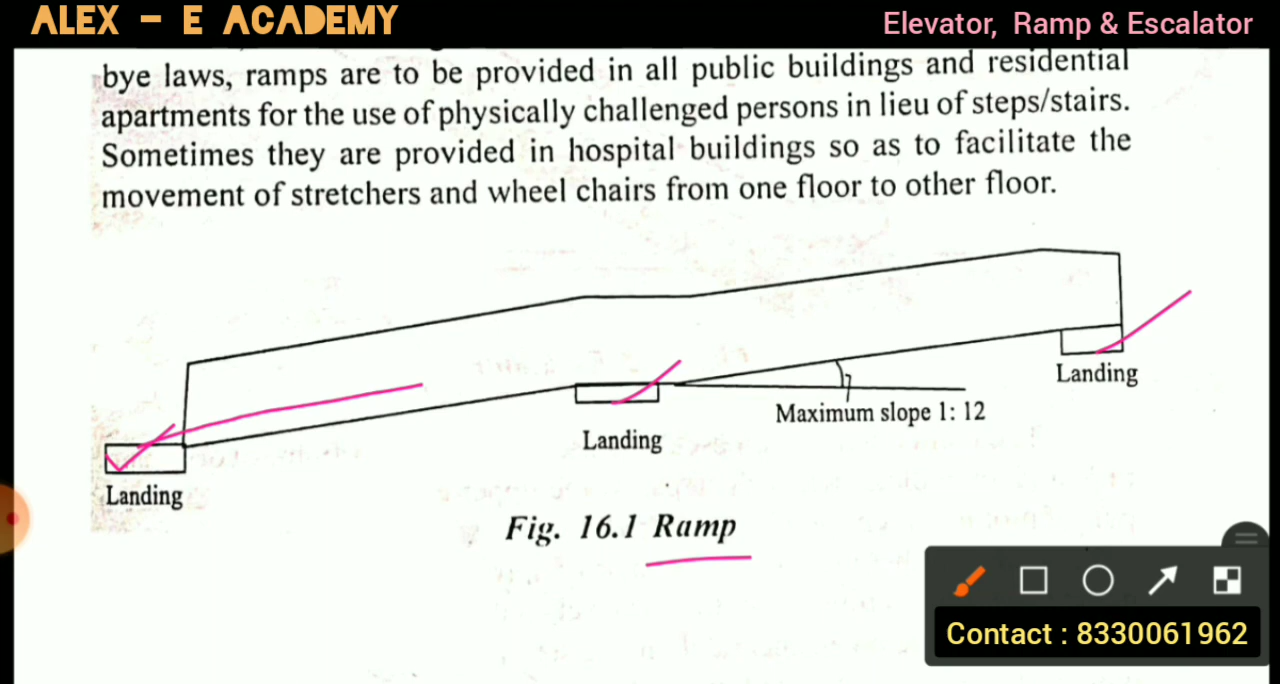 ALEX - E ACADEMY
Elevator, Ramp & Escalator
bye laws, ramps are to be provided in all public buildings and residential
apartments for the use of physically challenged persons in lieu of steps/stairs.
Sometimes they are provided in hospital buildings so as to facilitate the
movement of stretchers and wheel chairs from one floor to other floor.
Landing
Maximum slope 1: 12
Landing
Landing
Fig. 16.1 Ramp
Contact : 8330061962